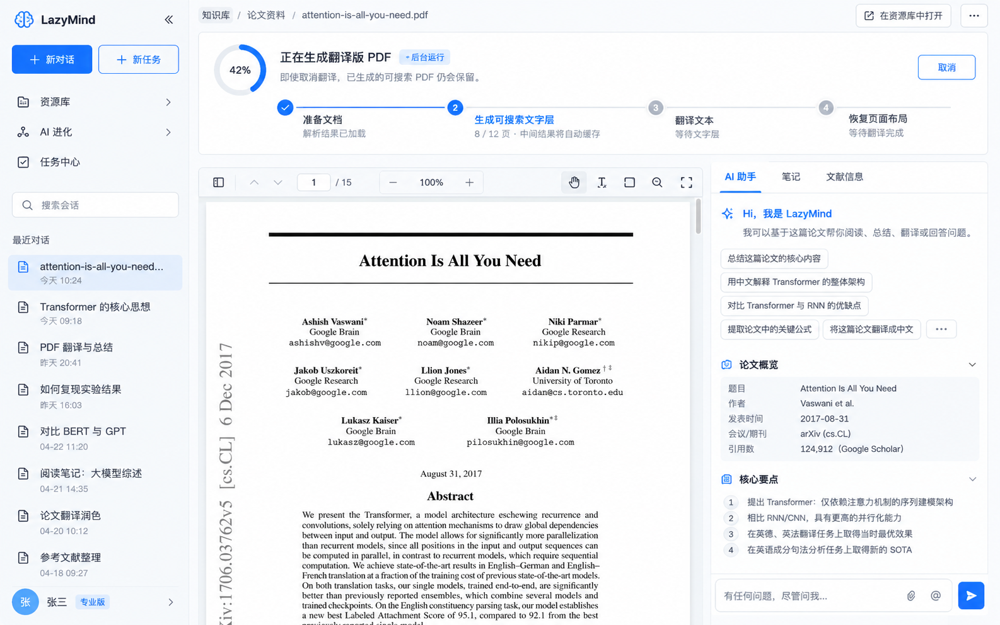 LazyMind
新对话
新任务
资源库
AI 进化
任务中心
搜索会话
最近对话
attention-is-all-you-need...
今天 10:24
Transformer 的核心思想
今天 09:18
PDF 翻译与总结
昨天 20:41
如何复现实验结果
昨天 16:03
对比 BERT 与 GPT
04-22 11:20
阅读笔记：大模型综述
04-21 14:35
论文翻译润色
04-20 10:12
参考文献整理
04-18 09:27
张 张三 专业版
知识库 / 论文资料 / attention-is-all-you-need.pdf
在资源库中打开
42%
正在生成翻译版 PDF
后台运行
即使取消翻译，已生成的可搜索 PDF 仍会保留。
取消
准备文档
解析结果已加载
2
生成可搜索文字层
8 / 12 页 · 中间结果将自动缓存
3
翻译文本
等待文字层
4
恢复页面布局
等待翻译完成
1 / 15
100%
Attention Is All You Need
Ashish Vaswani* Noam Shazeer* Niki Parmar*
Google Brain Google Brain Google Research
ashishv@google.com noam@google.com nikip@google.com
Jakob Uszkoreit* Llion Jones* Aidan N. Gomez † ‡
Google Research Google Research University of Toronto
jakob@google.com llion@google.com aidan@cs.toronto.edu
Lukasz Kaiser* Illia Polosukhin* ‡
Google Brain Google Brain
lukasz@google.com pilosukhin@google.com
August 31, 2017
Abstract
We present the Transformer, a model architecture eschewing recurrence and
convolutions, solely relying on attention mechanisms to draw global dependencies
between input and output. The model allows for significantly more parallelization
than recurrent models, since all positions in the input and output sequences can
be computed in parallel, in contrast to recurrent models, which require sequential
computation. We achieve state-of-the-art results in English–German and English–
French translation at a fraction of the training cost of previous state-of-the-art models.
On both translation tasks, our single models, trained end-to-end, are significantly
better than previously reported ensembles, which combine several models and
trained checkpoints. On the English constituency parsing task, our model establishes
a new best Labeled Attachment Score of 95.1, compared to 92.1 from the best
previously reported single model.
Xiv:1706.03762v5 [cs.CL] 6 Dec 2017
AI 助手
笔记
文献信息
Hi，我是 LazyMind
我可以基于这篇论文帮你阅读、总结、翻译或回答问题。
总结这篇论文的核心内容
用中文解释 Transformer 的整体架构
对比 Transformer 与 RNN 的优缺点
提取论文中的关键公式
将这篇论文翻译成中文
论文概览
题目 Attention Is All You Need
作者 Vaswani et al.
发表时间 2017-08-31
会议/期刊 arXiv (cs.CL)
引用数 124,912（Google Scholar）
核心要点
1 提出 Transformer：仅依赖注意力机制的序列建模架构
2 相比 RNN/CNN，具有更高的并行化能力
3 在英德、英法翻译任务上取得当时最优效果
4 在英语成分句法分析任务上取得新的 SOTA
有任何问题，尽管问我...